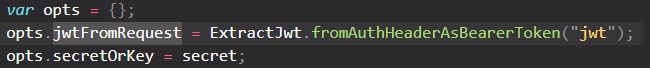 var opts = {};
opts.jwtFromRequest = ExtractJwt.fromAuthHeaderAsBearerToken("jwt");
opts.secretOrKey = secret;